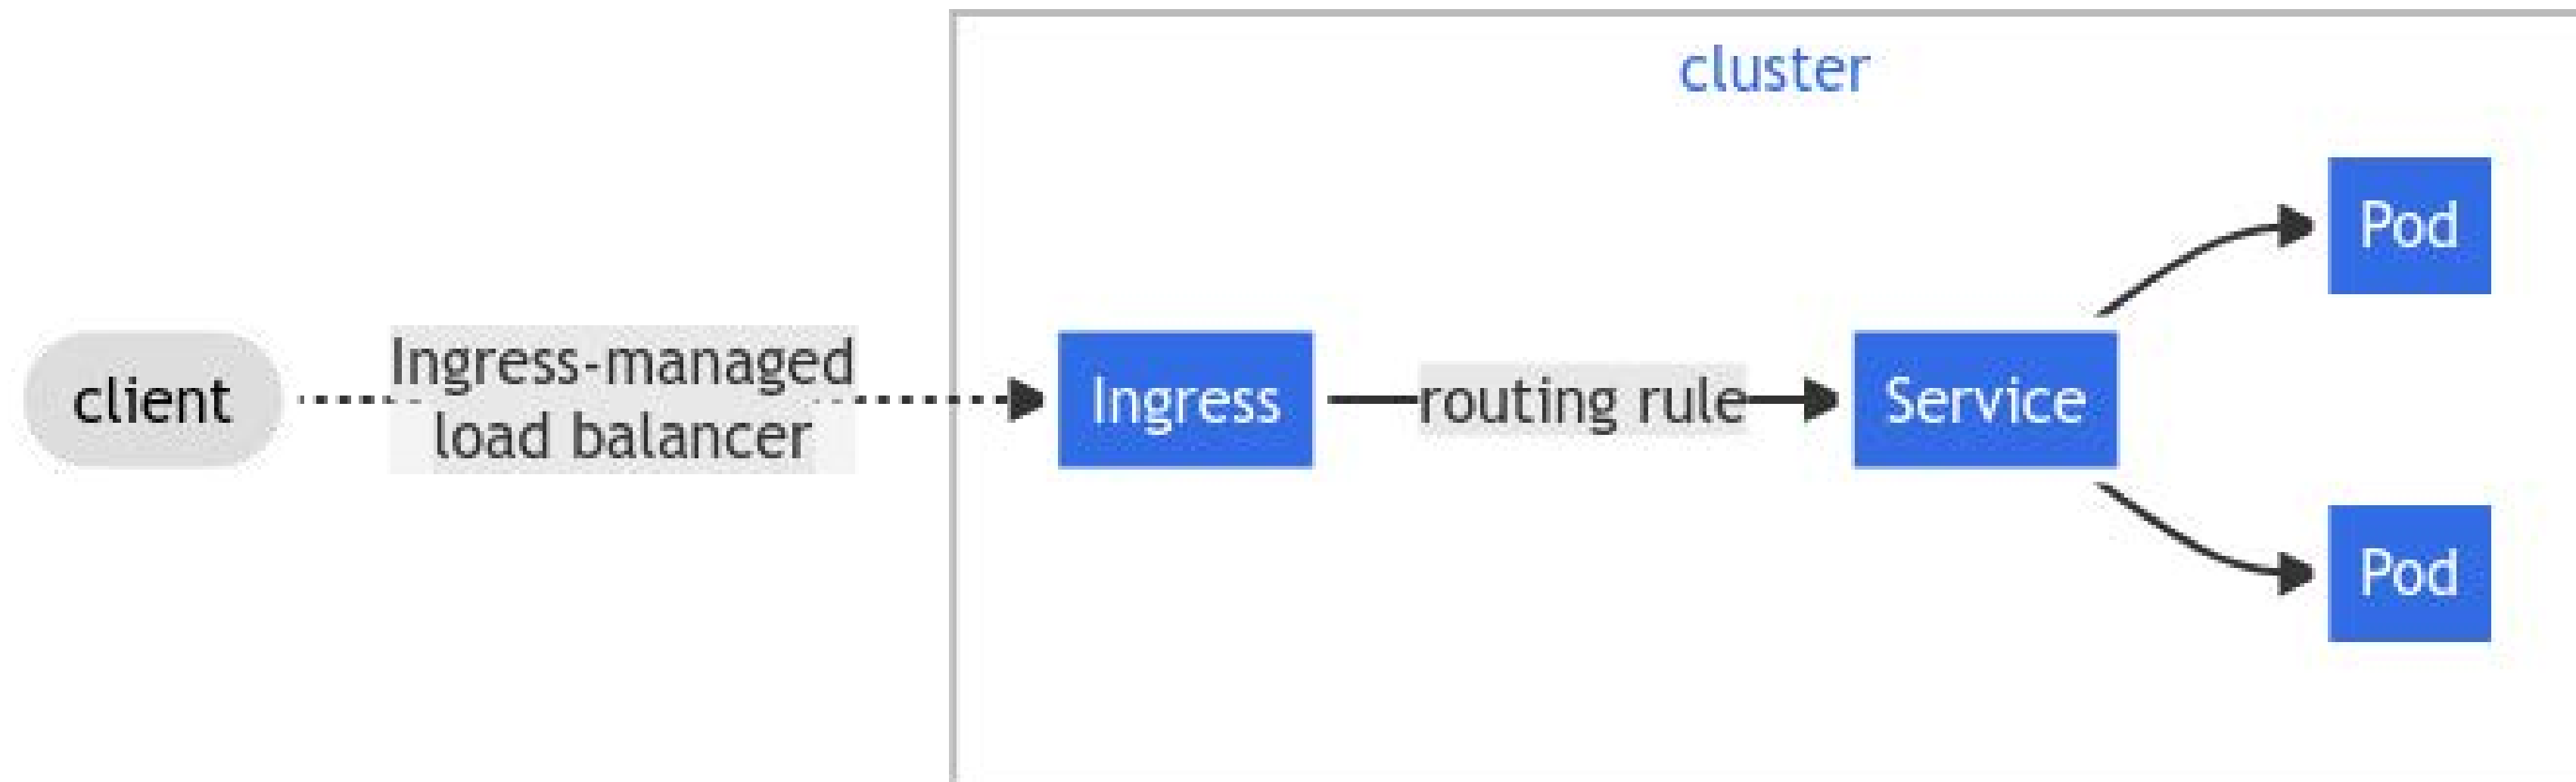 cluster
client
Ingress-managed
load balancer
Ingress
routing rule
Service
Pod
Pod